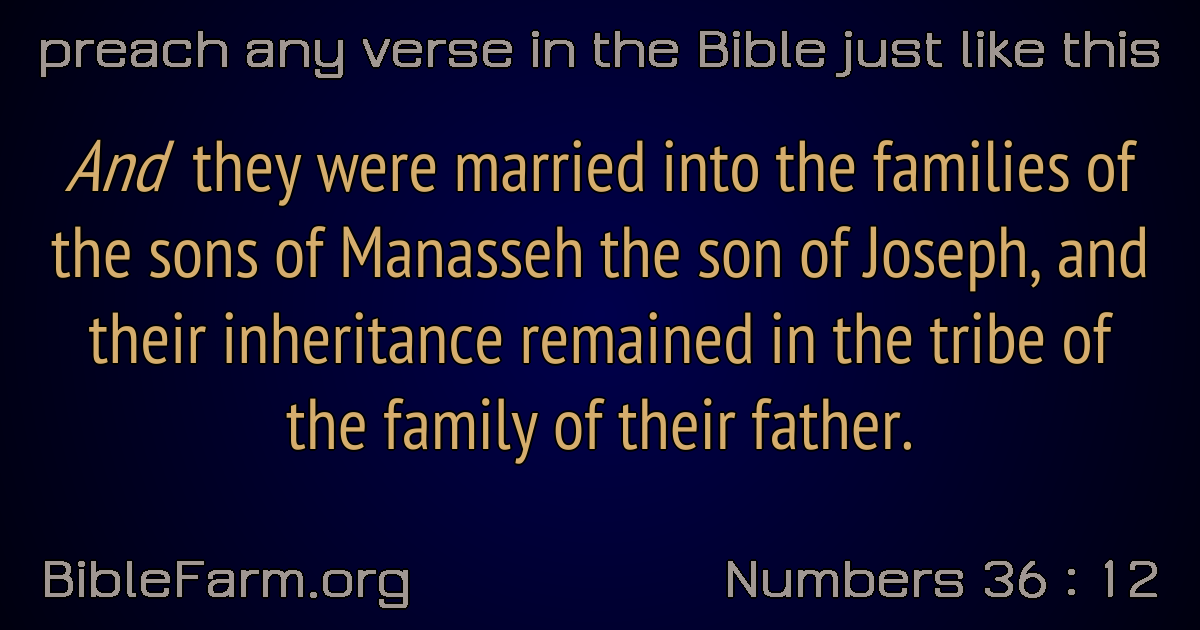 preach any verse in the Bible just like this
And they were married into the families of
the sons of Manasseh the son of Joseph, and
their inheritance remained in the tribe of
the family of their father.
BibleFarm.org
Numbers 36 : 12